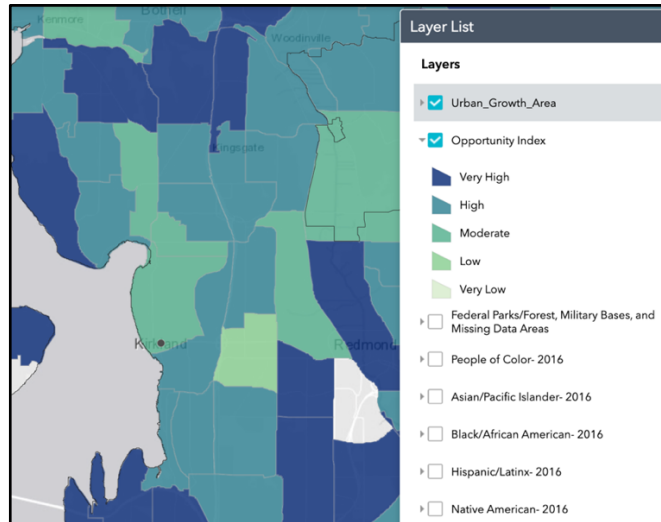 Kenmore
Bothell
Woodinville
Kingsgate
Kirkland
Redmond
Layer List
Layers
Urban_Growth_Area
Opportunity Index
Very High
High
Moderate
Low
Very Low
Federal Parks/Forest, Military Bases, and
Missing Data Areas
People of Color- 2016
Asian/Pacific Islander- 2016
Black/African American- 2016
Hispanic/Latinx- 2016
Native American- 2016